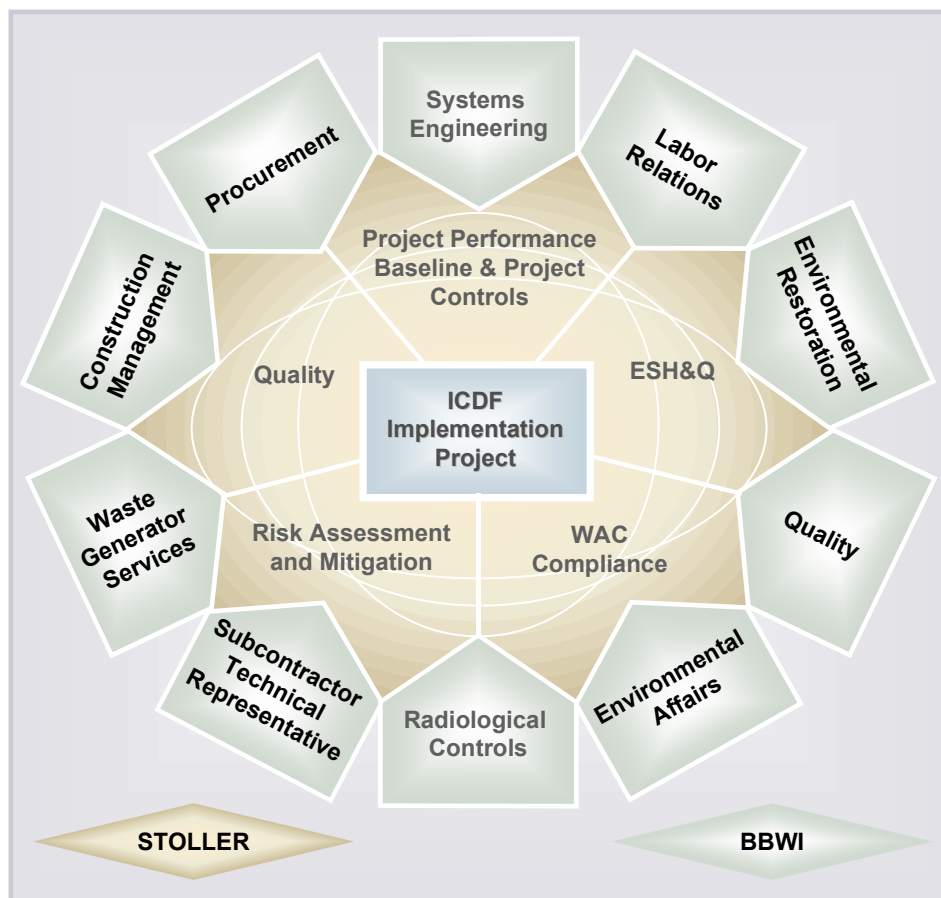 Systems
Engineering
Procurement
Labor
Relations
Construction
Management
Environmental
Restoration
Project Performance
Baseline & Project
Controls
Quality
ESH&Q
ICDF
Implementation
Project
Waste
Generator
Services
Risk Assessment
and Mitigation
WAC
Compliance
Quality
Subcontractor
Technical
Representative
Radiological
Controls
Environmental
Affairs
STOLLER
BBWI